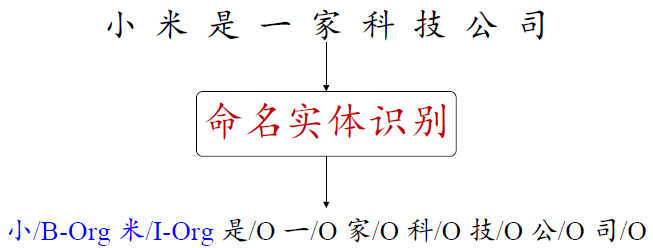 小 米 是 一 家 科 技 公 司
命名实体识别
小/B-Org 米/I-Org 是/O 一/O 家/O 科/O 技/O 公/O 司/O